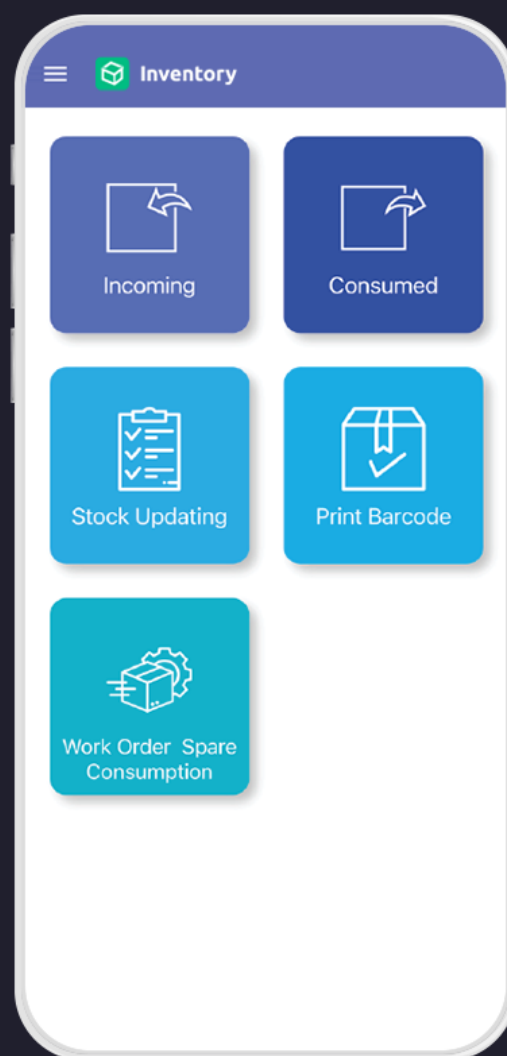 Inventory
Incoming
Consumed
Stock Updating
Print Barcode
Work Order  Spare
Consumption